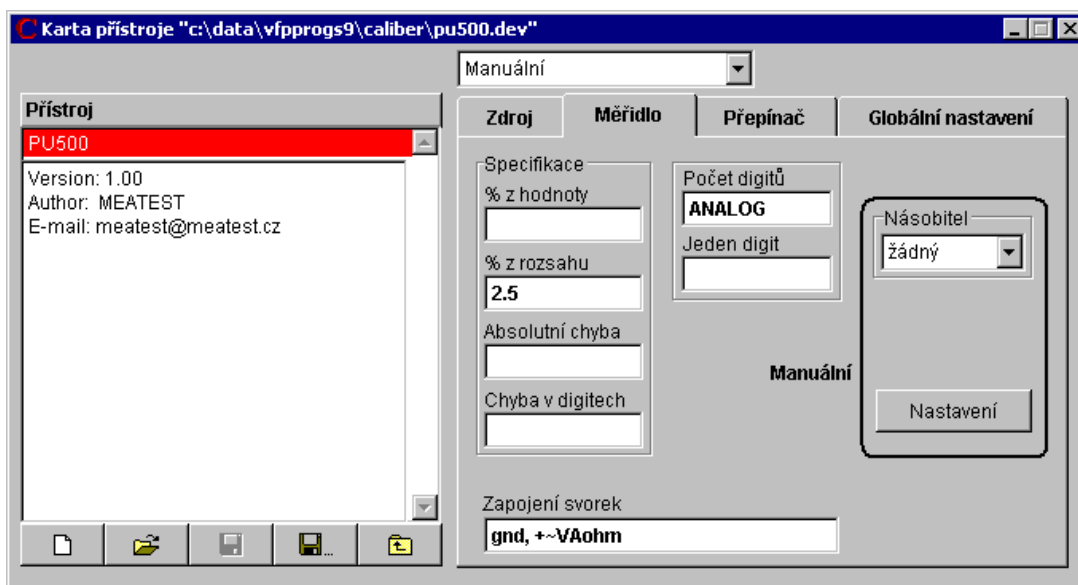 Karta přístroje "c:\data\vfpprogs9\caliber\pu500.dev"
Manuální
Přístroj
PU500
Version: 1.00
Author: MEATEST
E-mail: meatest@meatest.cz
Zdroj
Měřidlo
Přepínač
Globální nastavení
Specifikace
% z hodnoty
% z rozsahu
2.5
Absolutní chyba
Chyba v digitech
Počet digitů
ANALOG
Jeden digit
Manuální
Násobitel
žádný
Nastavení
Zapojení svorek
gnd, +~VAohm